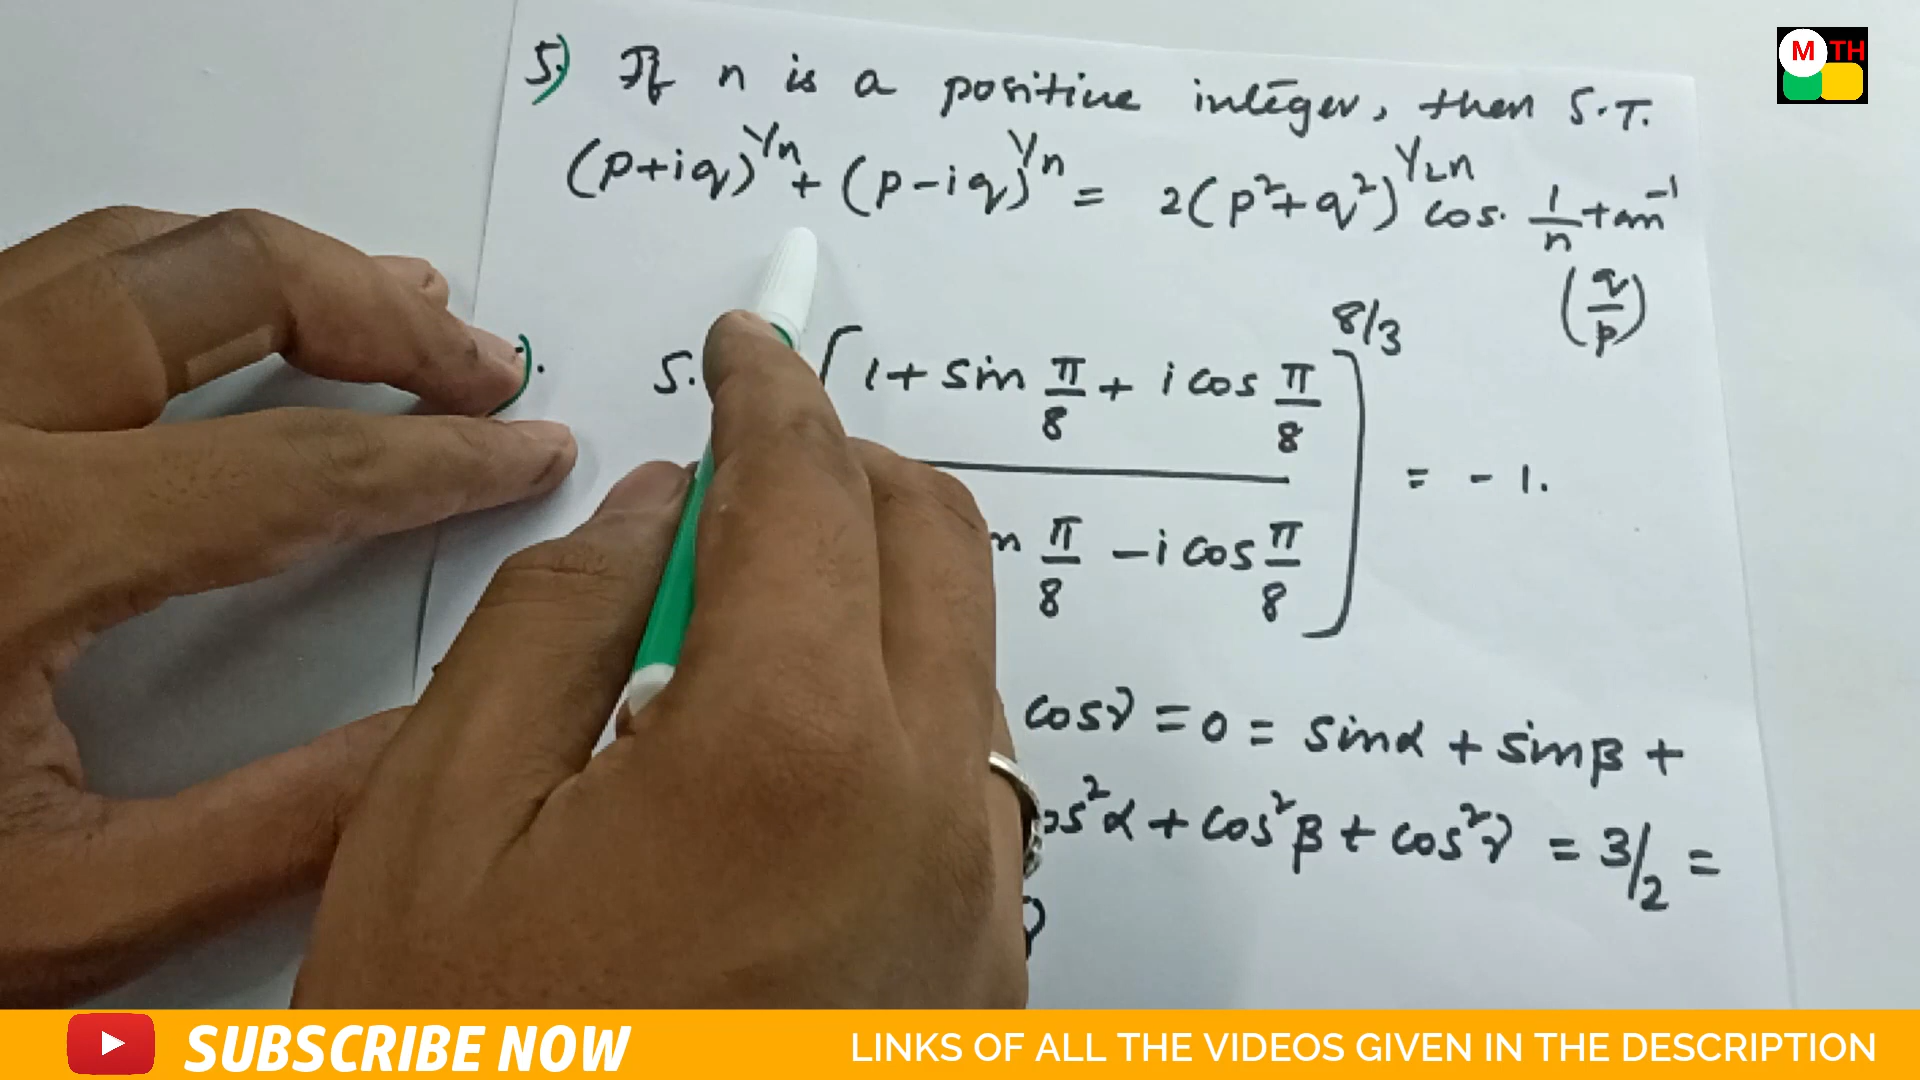 5) If n is a positive integer, then S.T.
(p+iq)^1/n + (p-iq)^1/n = 2(p²+q²)^1/2n cos. 1/n tan⁻¹
(q/p)
S. [1+ sin π/8 + i cos π/8
π/8 - i cos π/8]^8/3 = -1.
cosγ = 0 = sinα + sinβ +
cos²β + cos²γ = 3/2 =
M TH
SUBSCRIBE NOW
LINKS OF ALL THE VIDEOS GIVEN IN THE DESCRIPTION